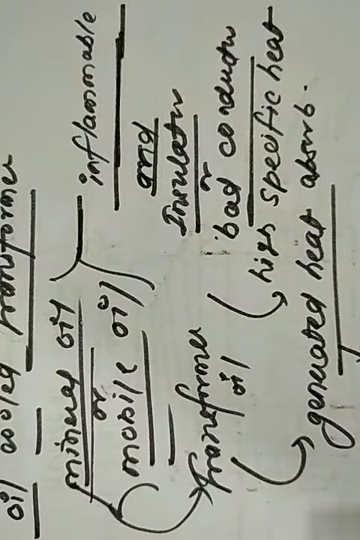 oil cooled transformer
mineral oil
or
mobile oil
inflammable
and
Insulator
or
bad conductor
transformer
oil
high specific heat
generated heat absorb.